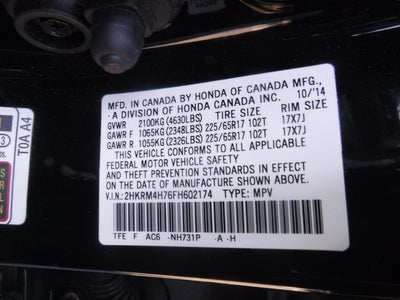 MFD. IN CANADA BY HONDA OF CANADA MFG.,
- A DIVISION OF HONDA CANADA INC. 10/'14
GVWR 2100KG (4630LBS) TIRE SIZE RIM SIZE
GAWR F 1065KG (2348LBS) 225/65R17 102T 17X7J
GAWR R 1055KG (2326LBS) 225/65R17 102T 17X7J
THIS VEHICLE CONFORMS TO ALL APPLICABLE
FEDERAL MOTOR VEHICLE SAFETY
AND THEFT PREVENTION STANDARDS IN EFFECT
ON THE DATE OF MANUFACTURE SHOWN ABOVE.
V.I.N.:2HKRM4H76FH602174 TYPE: MPV
TFE F AC6 -NH731P -A -H
T0A A4